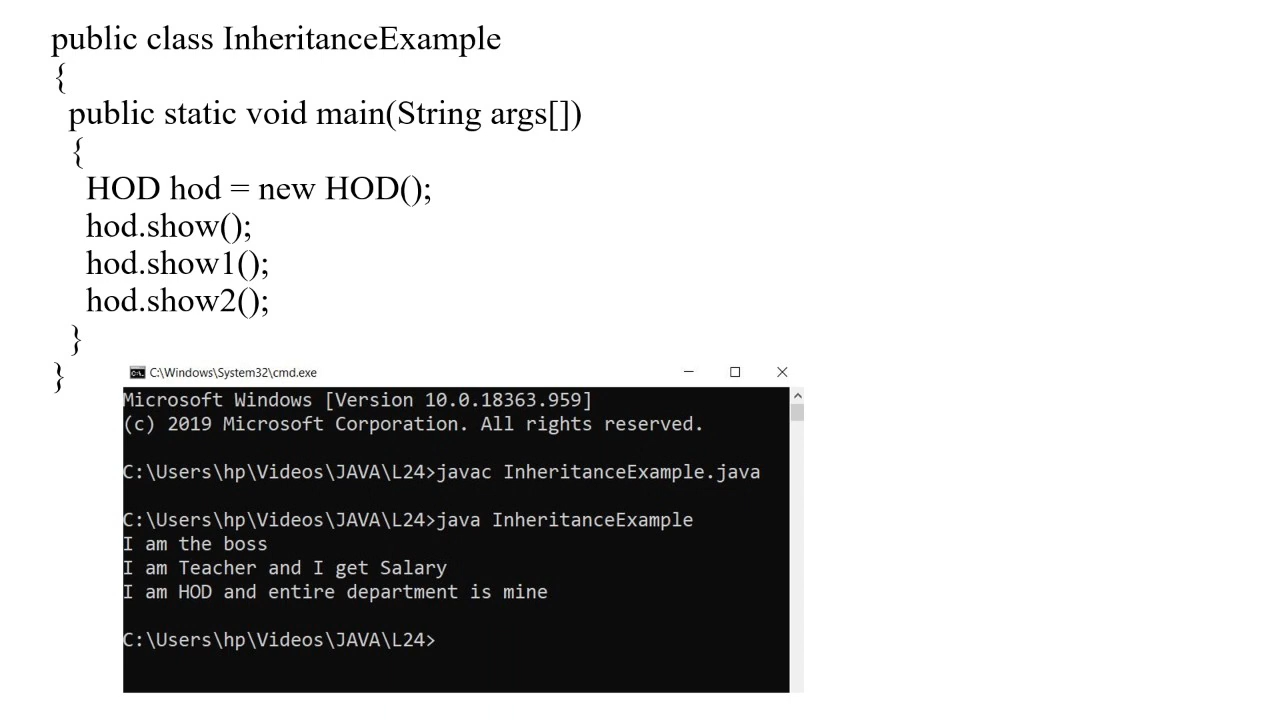 public class InheritanceExample
{
public static void main(String args[])
{
HOD hod = new HOD();
hod.show();
hod.show1();
hod.show2();
}
}
C:\Windows\System32\cmd.exe
Microsoft Windows [Version 10.0.18363.959]
(c) 2019 Microsoft Corporation. All rights reserved.
C:\Users\hp\Videos\JAVA\L24>javac InheritanceExample.java
C:\Users\hp\Videos\JAVA\L24>java InheritanceExample
I am the boss
I am Teacher and I get Salary
I am HOD and entire department is mine
C:\Users\hp\Videos\JAVA\L24>